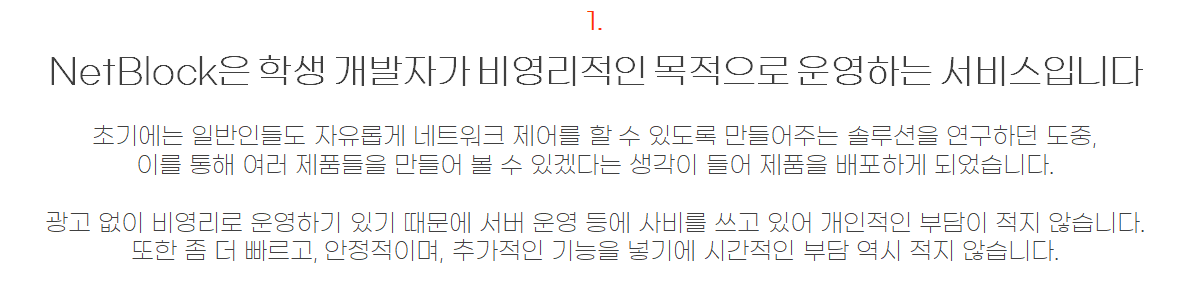 1.
NetBlock은 학생 개발자가 비영리적인 목적으로 운영하는 서비스입니다
초기에는 일반인들도 자유롭게 네트워크 제어를 할 수 있도록 만들어주는 솔루션을 연구하던 도중,
이를 통해 여러 제품들을 만들어 볼 수 있겠다는 생각이 들어 제품을 배포하게 되었습니다.
광고 없이 비영리로 운영하기 있기 때문에 서버 운영 등에 사비를 쓰고 있어 개인적인 부담이 적지 않습니다.
또한 좀 더 빠르고, 안정적이며, 추가적인 기능을 넣기에 시간적인 부담 역시 적지 않습니다.